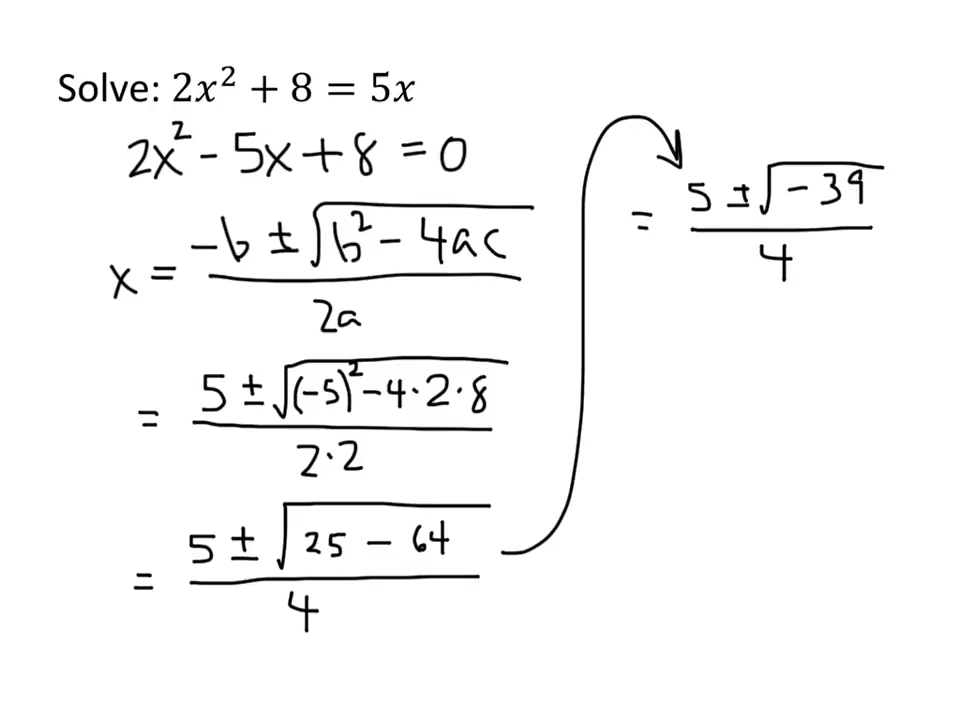 Solve: 2x² + 8 = 5x
2x² - 5x + 8 = 0
x = (-b ± √(b² - 4ac)) / 2a
= (5 ± √((-5)² - 4·2·8)) / 2·2
= (5 ± √(25 - 64)) / 4
= (5 ± √(-39)) / 4